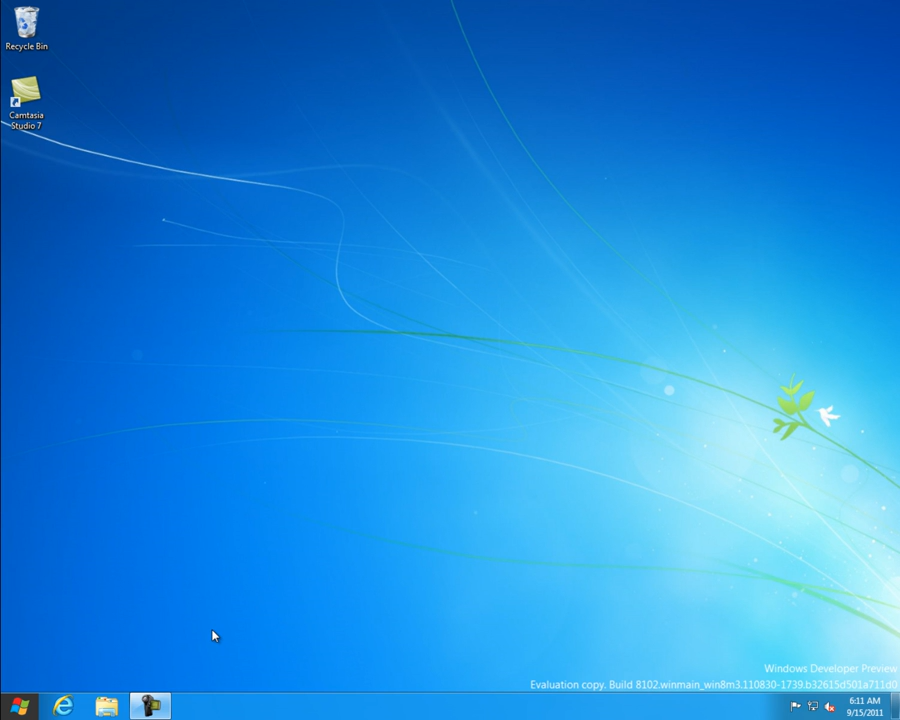 Recycle Bin
Camtasia
Studio 7
Windows Developer Preview
Evaluation copy. Build 8102.winmain_win8m3.110830-1739.b32615d501a711d0
6:11 AM
9/15/2011